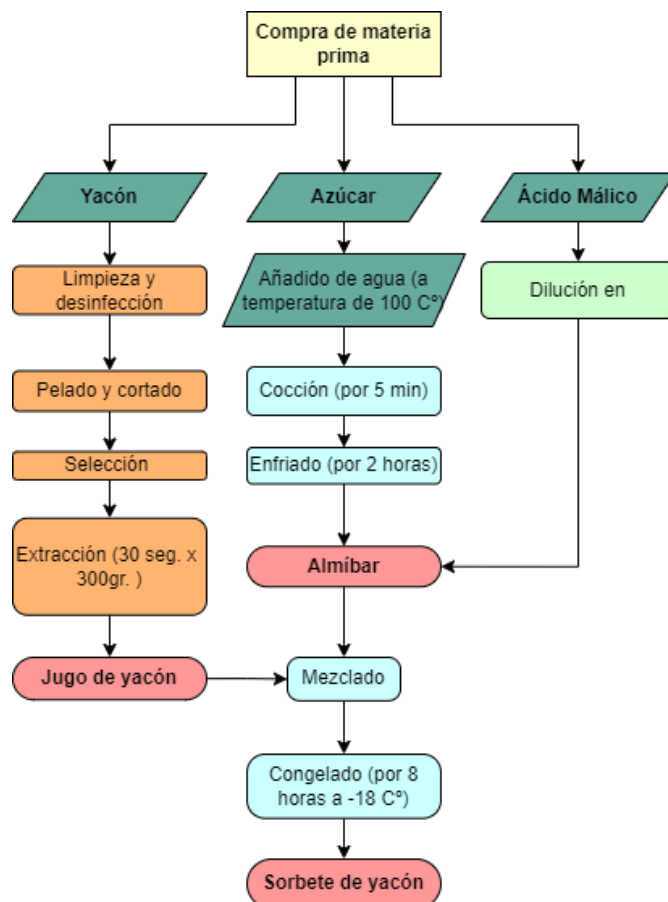 Compra de materia
prima
Yacón
Azúcar
Ácido Málico
Limpieza y
desinfección
Añadido de agua (a
temperatura de 100 Cº)
Dilución en
Pelado y cortado
Cocción (por 5 min)
Selección
Enfriado (por 2 horas)
Extracción (30 seg. x
300gr. )
Almíbar
Jugo de yacón
Mezclado
Congelado (por 8
horas a -18 Cº)
Sorbete de yacón